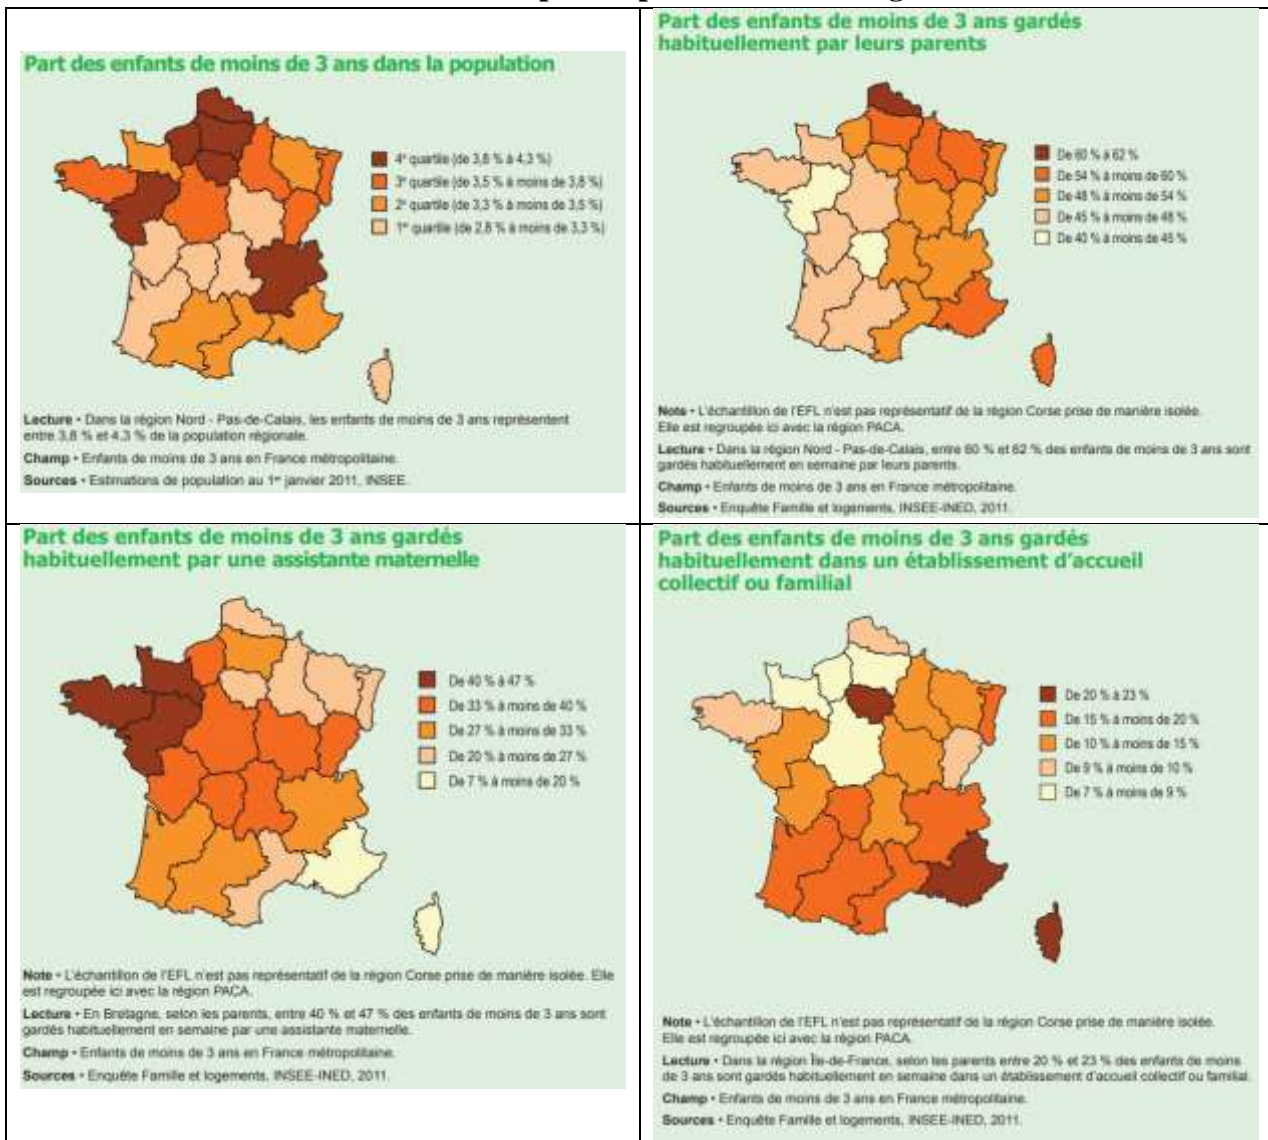 Part des enfants de moins de 3 ans dans la population
4e quartile (de 3,8 % à 4,3 %)
3e quartile (de 3,5 % à moins de 3,8 %)
2e quartile (de 3,3 % à moins de 3,5 %)
1er quartile (de 2,8 % à moins de 3,3 %)
Lecture • Dans la région Nord - Pas-de-Calais, les enfants de moins de 3 ans représentent
entre 3,8 % et 4,3 % de la population régionale.
Champ • Enfants de moins de 3 ans en France métropolitaine.
Sources • Estimations de population au 1er janvier 2011, INSEE.
Part des enfants de moins de 3 ans gardés
habituellement par leurs parents
De 60 % à 62 %
De 54 % à moins de 60 %
De 48 % à moins de 54 %
De 45 % à moins de 48 %
De 40 % à moins de 45 %
Note • L'échantillon de l'EFL n'est pas représentatif de la région Corse prise de manière isolée.
Elle est regroupée ici avec la région PACA.
Lecture • Dans la région Nord - Pas-de-Calais, entre 60 % et 62 % des enfants de moins de 3 ans sont
gardés habituellement en semaine par leurs parents.
Champ • Enfants de moins de 3 ans en France métropolitaine.
Sources • Enquête Famille et logements, INSEE-INED, 2011.
Part des enfants de moins de 3 ans gardés
habituellement par une assistante maternelle
De 40 % à 47 %
De 33 % à moins de 40 %
De 27 % à moins de 33 %
De 20 % à moins de 27 %
De 7 % à moins de 20 %
Note • L'échantillon de l'EFL n'est pas représentatif de la région Corse prise de manière isolée. Elle
est regroupée ici avec la région PACA.
Lecture • En Bretagne, selon les parents, entre 40 % et 47 % des enfants de moins de 3 ans sont
gardés habituellement en semaine par une assistante maternelle.
Champ • Enfants de moins de 3 ans en France métropolitaine.
Sources • Enquête Famille et logements, INSEE-INED, 2011.
Part des enfants de moins de 3 ans gardés
habituellement dans un établissement d'accueil
collectif ou familial
De 20 % à 23 %
De 15 % à moins de 20 %
De 10 % à moins de 15 %
De 9 % à moins de 10 %
De 7 % à moins de 9 %
Note • L'échantillon de l'EFL n'est pas représentatif de la région Corse prise de manière isolée.
Elle est regroupée ici avec la région PACA.
Lecture • Dans la région Île-de-France, selon les parents entre 20 % et 23 % des enfants de moins
de 3 ans sont gardés habituellement en semaine dans un établissement d'accueil collectif ou familial.
Champ • Enfants de moins de 3 ans en France métropolitaine.
Sources • Enquête Famille et logements, INSEE-INED, 2011.